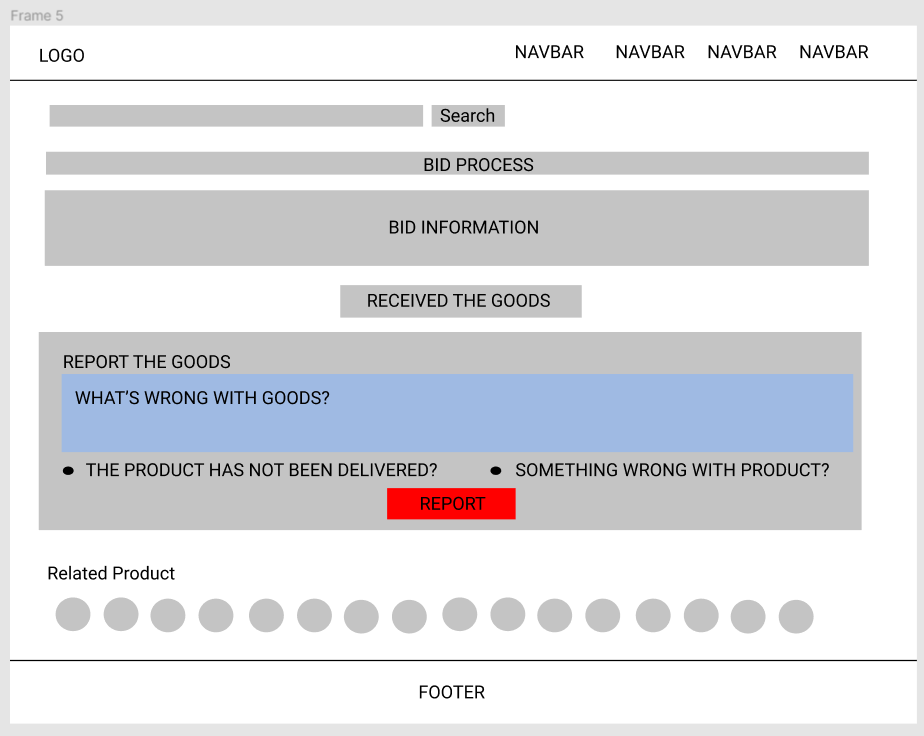 Frame 5
LOGO NAVBAR NAVBAR NAVBAR NAVBAR
Search
BID PROCESS
BID INFORMATION
RECEIVED THE GOODS
REPORT THE GOODS
WHAT'S WRONG WITH GOODS?
THE PRODUCT HAS NOT BEEN DELIVERED? SOMETHING WRONG WITH PRODUCT?
REPORT
Related Product
FOOTER